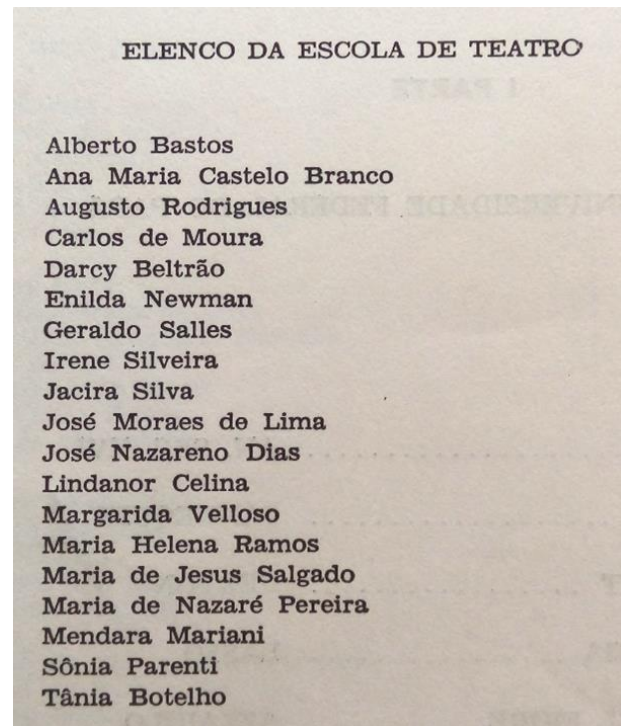 ELENCO DA ESCOLA DE TEATRO
Alberto Bastos
Ana Maria Castelo Branco
Augusto Rodrigues
Carlos de Moura
Darcy Beltrão
Enilda Newman
Geraldo Salles
Irene Silveira
Jacira Silva
José Moraes de Lima
José Nazareno Dias
Lindanor Celina
Margarida Velloso
Maria Helena Ramos
Maria de Jesus Salgado
Maria de Nazaré Pereira
Mendara Mariani
Sônia Parenti
Tânia Botelho